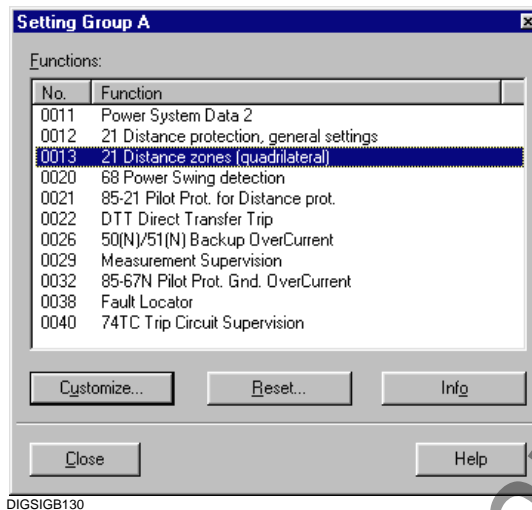 Setting Group A
Functions:
No. Function
0011 Power System Data 2
0012 21 Distance protection, general settings
0013 21 Distance zones (quadrilateral)
0020 68 Power Swing detection
0021 85-21 Pilot Prot. for Distance prot.
0022 DTT Direct Transfer Trip
0026 50(N)/51(N) Backup OverCurrent
0029 Measurement Supervision
0032 85-67N Pilot Prot. Gnd. OverCurrent
0038 Fault Locator
0040 74TC Trip Circuit Supervision
Customize... Reset... Info
Close Help
DIGSIGB130